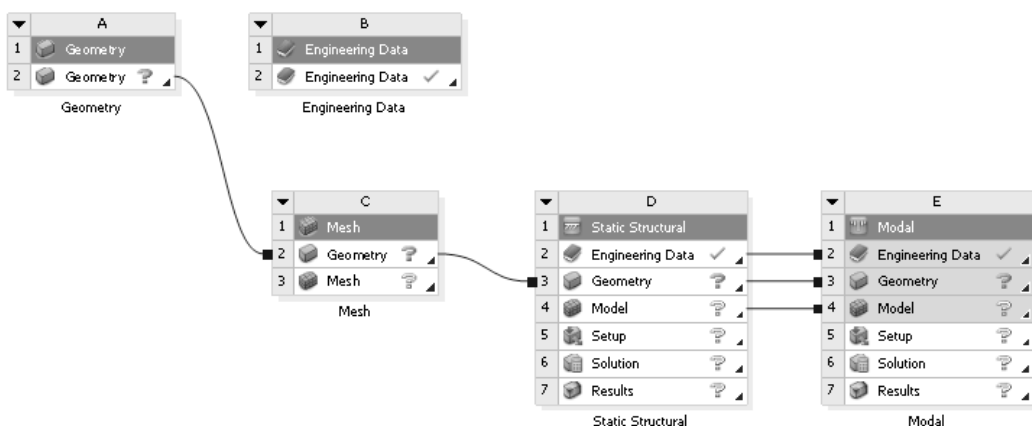 A
1 Geometry
2 Geometry ?
Geometry
B
1 Engineering Data
2 Engineering Data ✓
Engineering Data
C
1 Mesh
2 Geometry ?
3 Mesh ?
Mesh
D
1 Static Structural
2 Engineering Data ✓
3 Geometry ?
4 Model ?
5 Setup ?
6 Solution ?
7 Results ?
Static Structural
E
1 Modal
2 Engineering Data ✓
3 Geometry ?
4 Model ?
5 Setup ?
6 Solution ?
7 Results ?
Modal